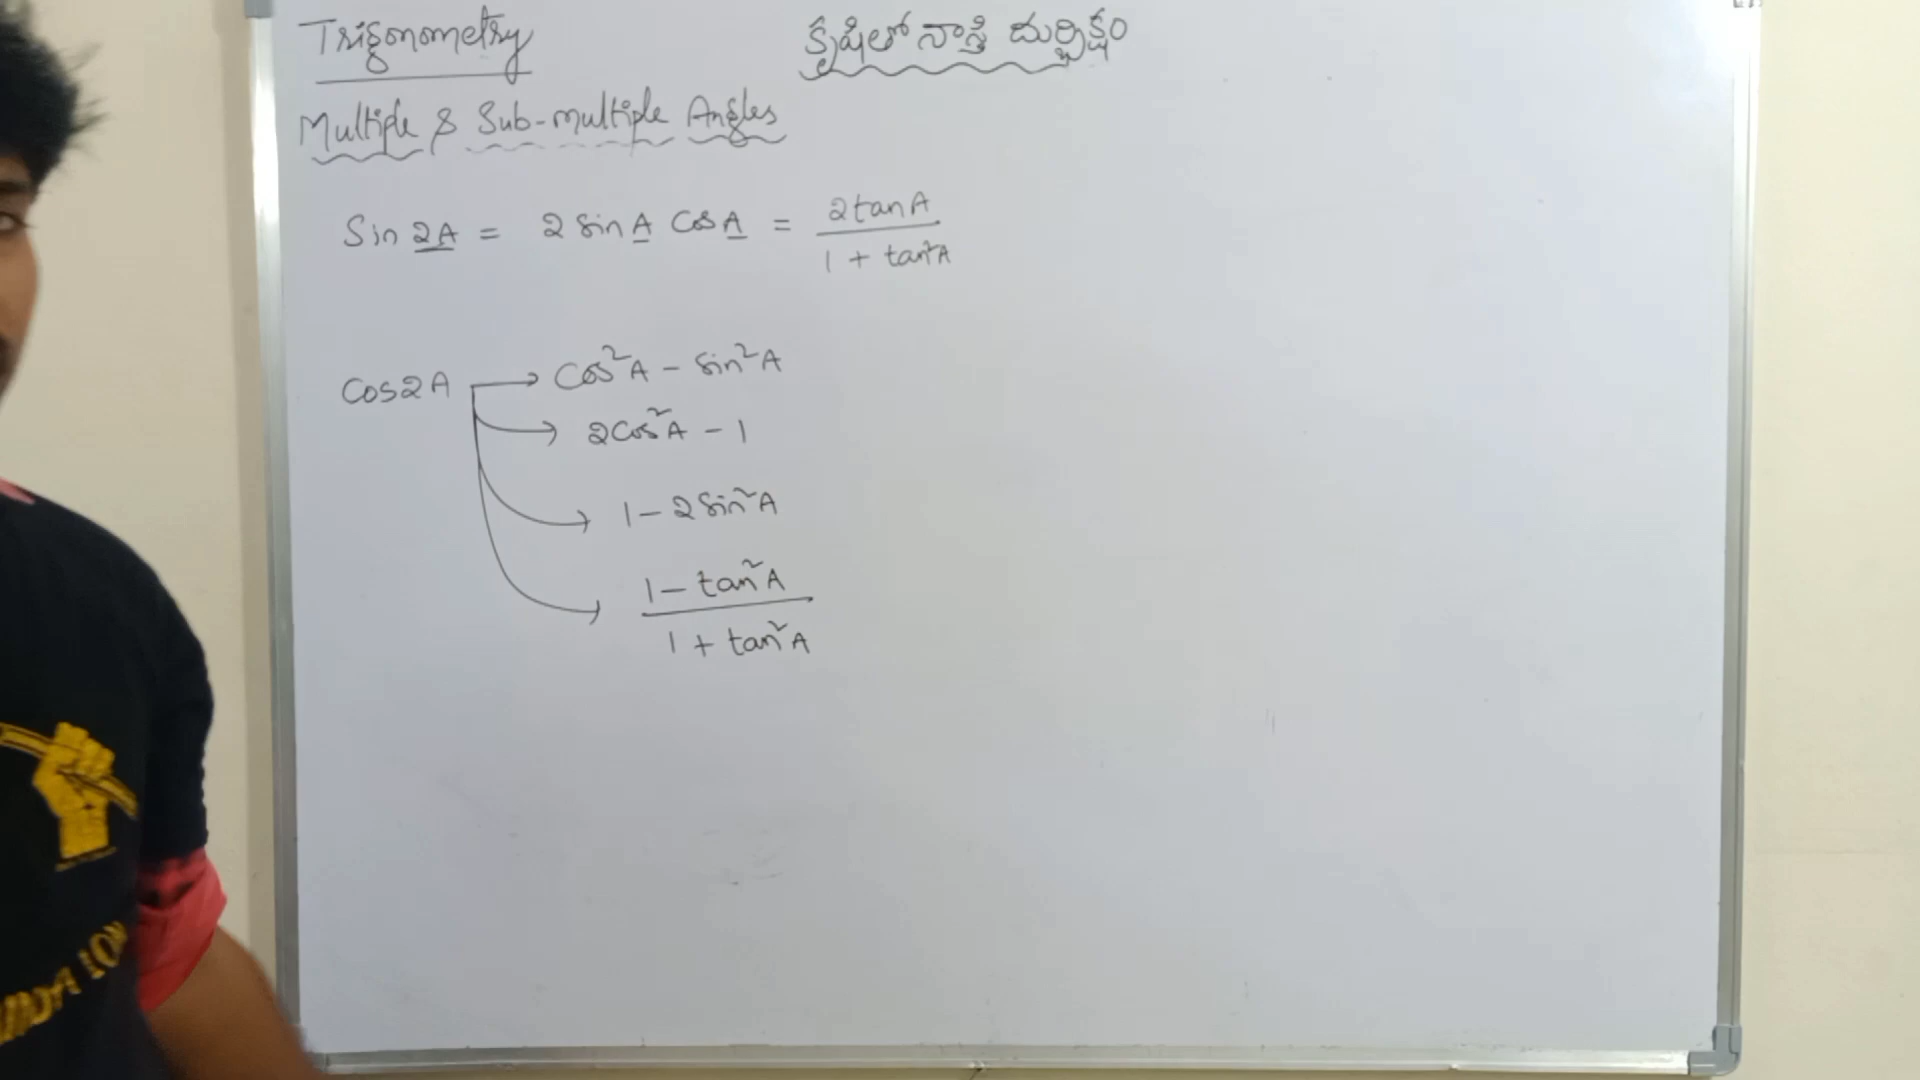 Trigonometry
కృషితో నాస్తి దుర్భిక్షం
Multiple & Sub-multiple Angles
Sin 2A = 2 Sin A Cos A = 2tanA / 1 + tan²A
Cos2A → Cos²A - Sin²A
→ 2Cos²A - 1
→ 1 - 2Sin²A
→ 1 - tan²A / 1 + tan²A